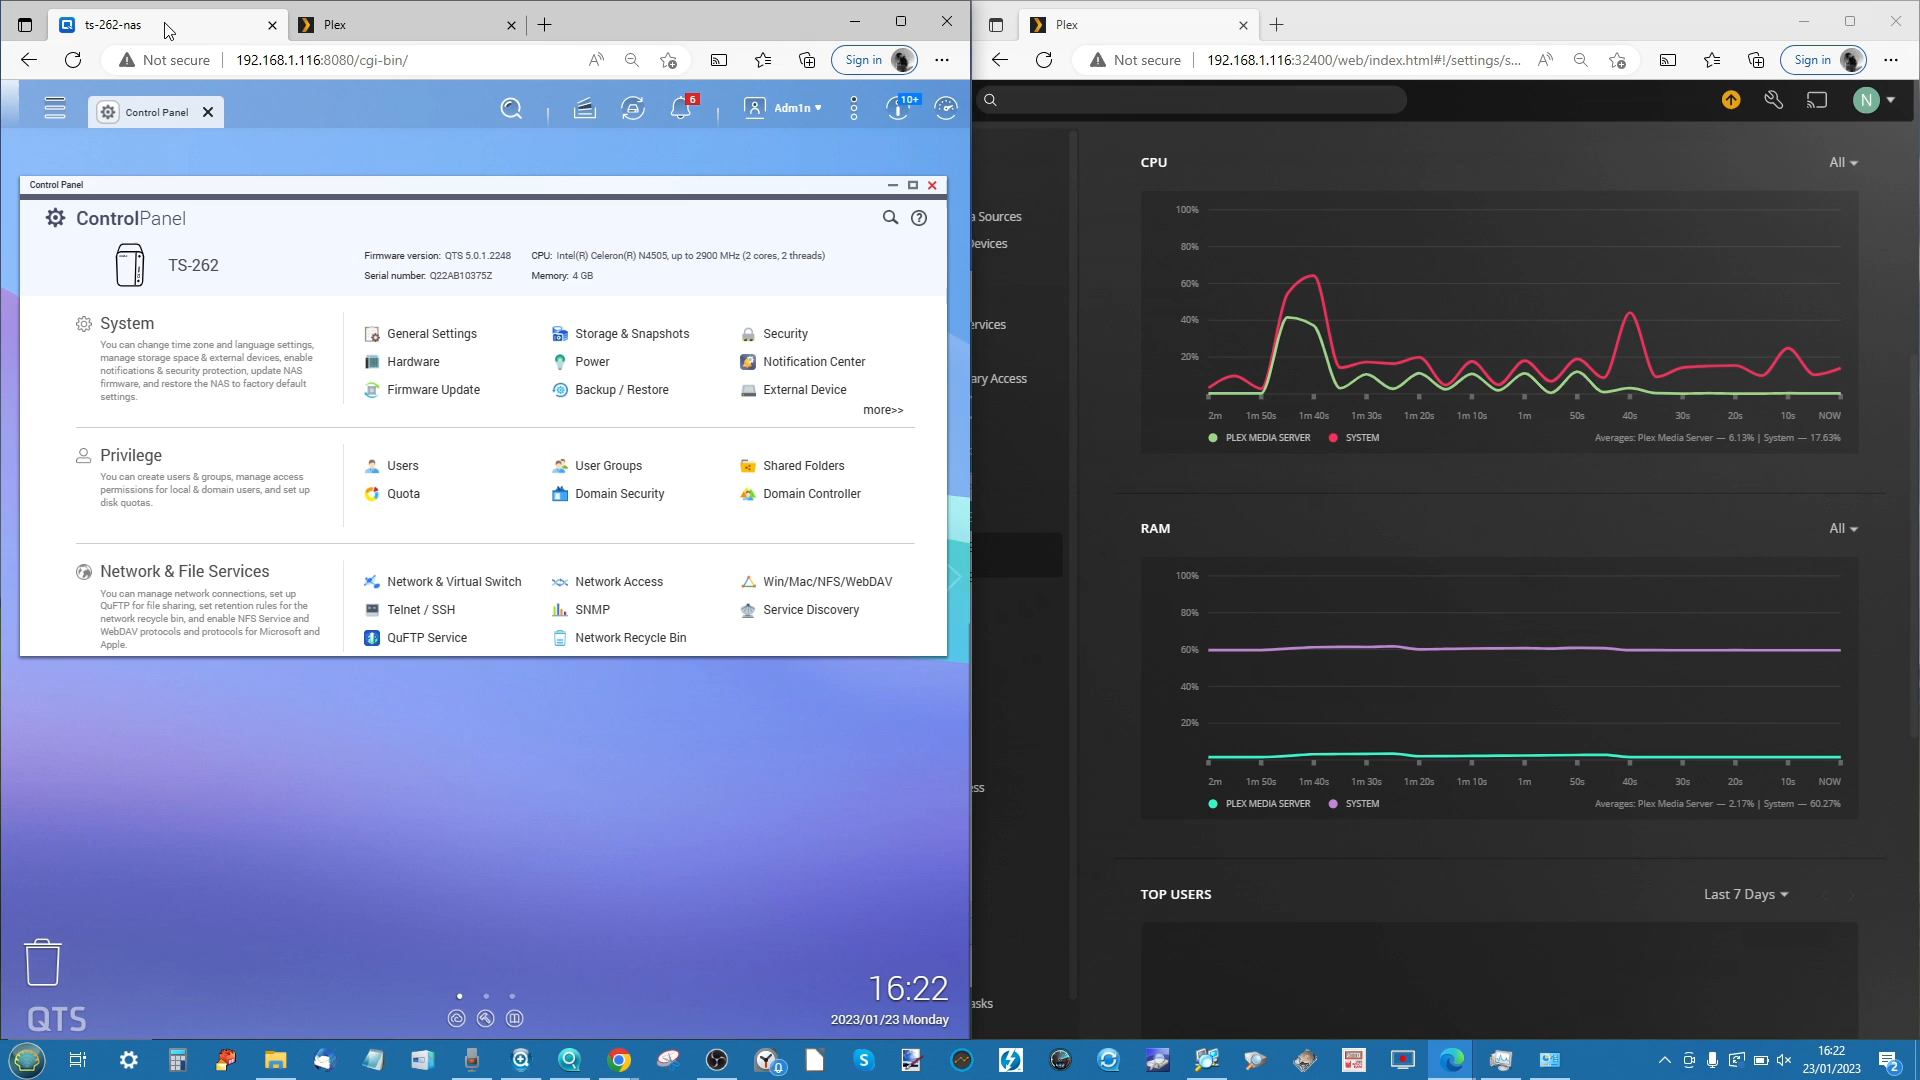 ts-262-nas
Plex
Not secure
192.168.1.116:8080/cgi-bin/
Sign in
Control Panel
6
Adm1n
10+
Control Panel
ControlPanel
TS-262
Firmware version: QTS 5.0.1.2248
CPU: Intel(R) Celeron(R) N4505, up to 2900 MHz (2 cores, 2 threads)
Serial number: Q22AB10375Z
Memory: 4 GB
System
You can change time zone and language settings,
manage storage space & external devices, enable
notifications & security protection, update NAS
firmware, and restore the NAS to factory default
settings.
General Settings
Storage & Snapshots
Security
Hardware
Power
Notification Center
Firmware Update
Backup / Restore
External Device
more>>
Privilege
You can create users & groups, manage access
permissions for local & domain users, and set up
disk quotas.
Users
User Groups
Shared Folders
Quota
Domain Security
Domain Controller
Network & File Services
You can manage network connections, set up
QuFTP for file sharing, set retention rules for the
network recycle bin, and enable NFS Service and
WebDAV protocols and protocols for Microsoft and
Apple.
Network & Virtual Switch
Network Access
Win/Mac/NFS/WebDAV
Telnet / SSH
SNMP
Service Discovery
QuFTP Service
Network Recycle Bin
QTS
16:22
2023/01/23 Monday
Plex
Not secure
192.168.1.116:32400/web/index.html#!/settings/s...
Sign in
N
a Sources
evices
rvices
ary Access
ss
asks
CPU
All
100%
80%
60%
40%
20%
2m 1m 50s 1m 40s 1m 30s 1m 20s 1m 10s 1m 50s 40s 30s 20s 10s NOW
PLEX MEDIA SERVER SYSTEM
Averages: Plex Media Server — 6.13% | System — 17.63%
RAM
All
100%
80%
60%
40%
20%
2m 1m 50s 1m 40s 1m 30s 1m 20s 1m 10s 1m 50s 40s 30s 20s 10s NOW
PLEX MEDIA SERVER SYSTEM
Averages: Plex Media Server — 2.17% | System — 60.27%
TOP USERS
Last 7 Days
16:22
23/01/2023
2